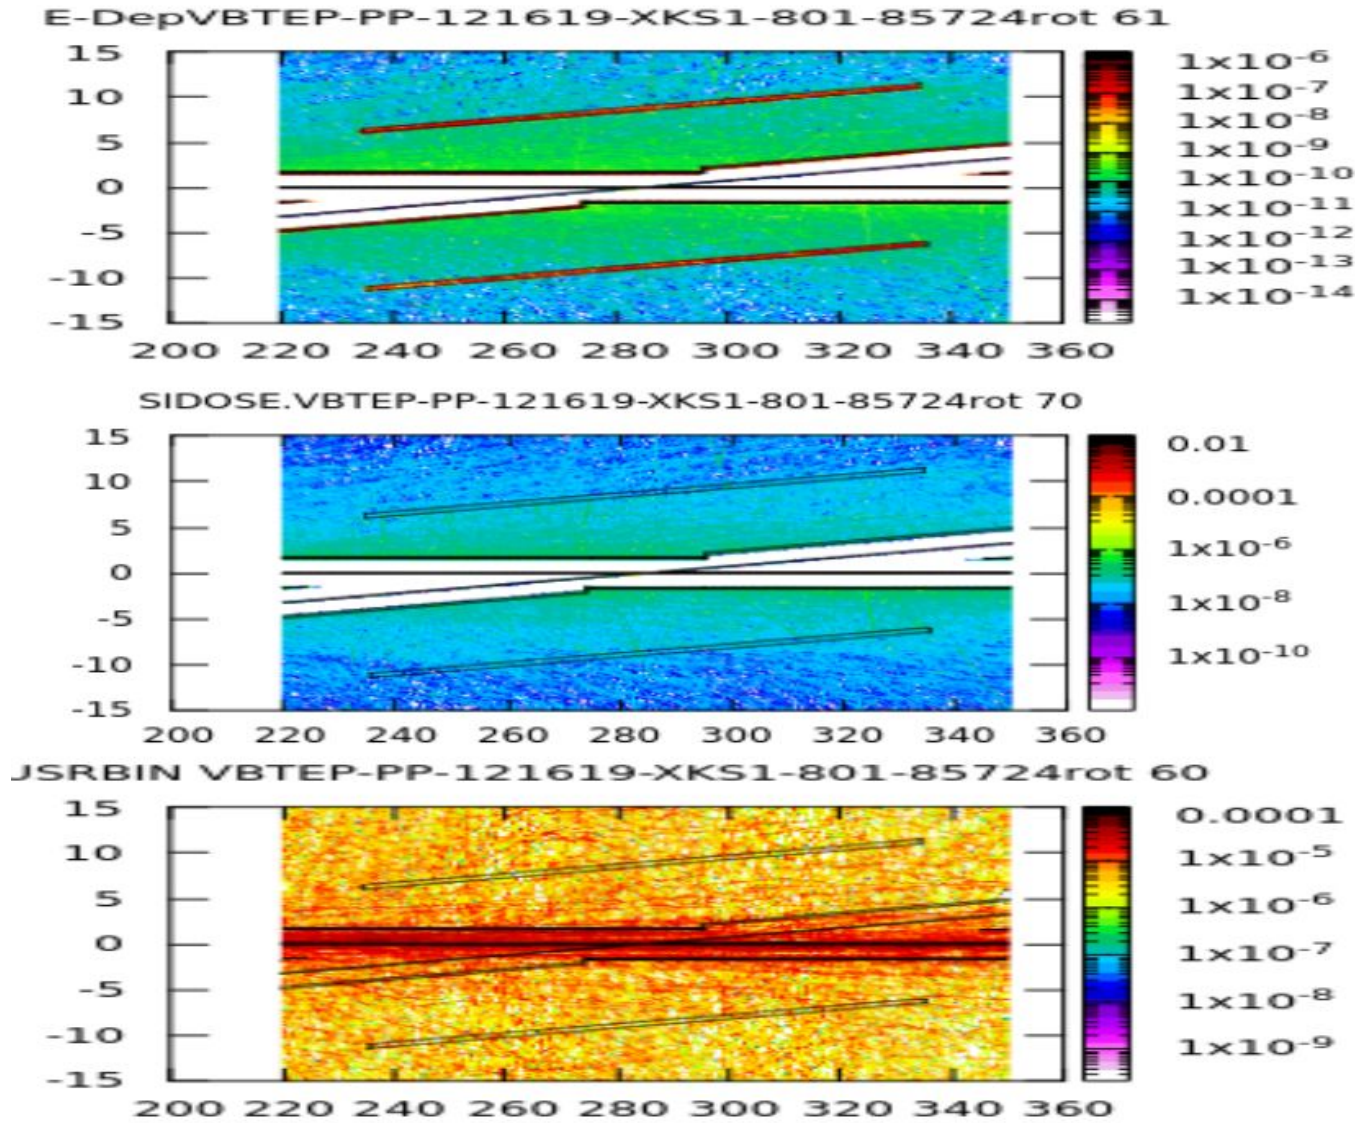 E-DepVBTEP-PP-121619-XKS1-801-85724rot 61
15
10
5
0
-5
-10
-15
200 220 240 260 280 300 320 340 360
1x10⁻⁶
1x10⁻⁷
1x10⁻⁸
1x10⁻⁹
1x10⁻¹⁰
1x10⁻¹¹
1x10⁻¹²
1x10⁻¹³
1x10⁻¹⁴
SIDOSE.VBTEP-PP-121619-XKS1-801-85724rot 70
15
10
5
0
-5
-10
-15
200 220 240 260 280 300 320 340 360
0.01
0.0001
1x10⁻⁶
1x10⁻⁸
1x10⁻¹⁰
JSRBIN VBTEP-PP-121619-XKS1-801-85724rot 60
15
10
5
0
-5
-10
-15
200 220 240 260 280 300 320 340 360
0.0001
1x10⁻⁵
1x10⁻⁶
1x10⁻⁷
1x10⁻⁸
1x10⁻⁹